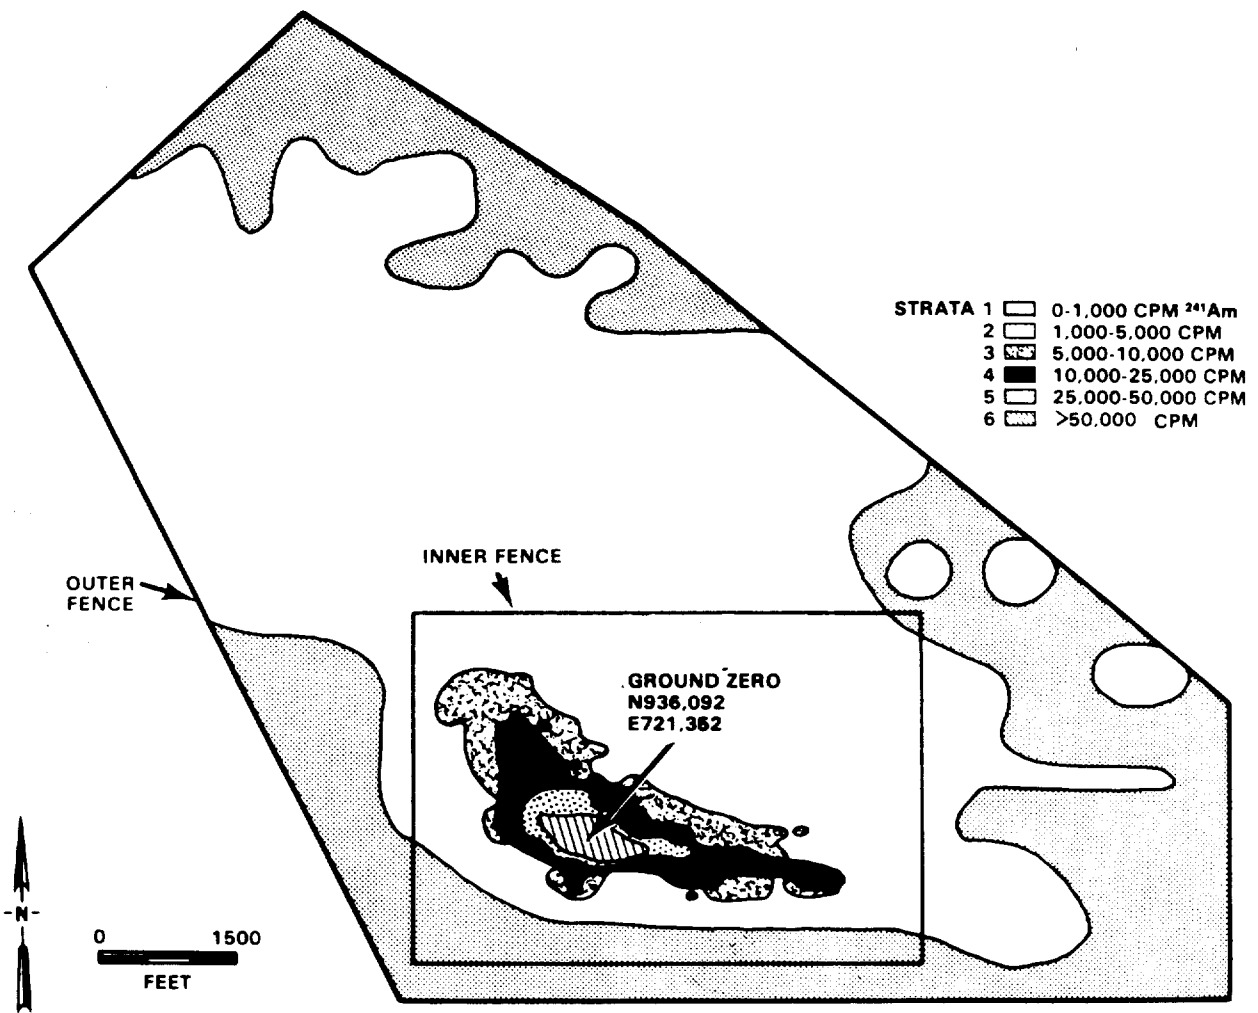 STRATA 1 0-1,000 CPM ²⁴¹Am
2 1,000-5,000 CPM
3 5,000-10,000 CPM
4 10,000-25,000 CPM
5 25,000-50,000 CPM
6 >50,000 CPM
INNER FENCE
OUTER
FENCE
GROUND ZERO
N936,092
E721,362
-N-
0 1500
FEET